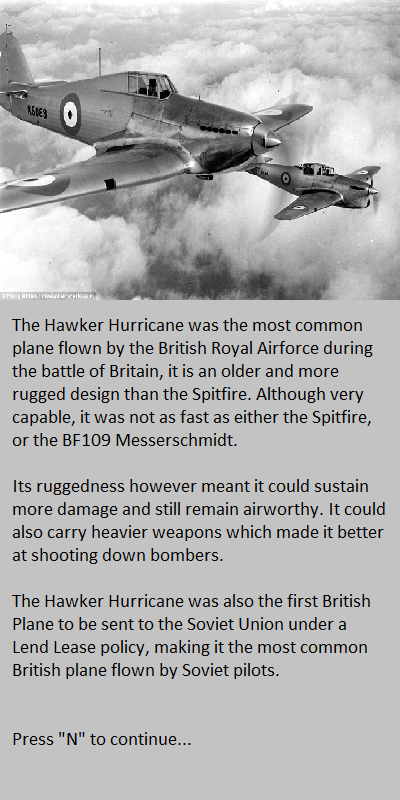 K5083
The Hawker Hurricane was the most common
plane flown by the British Royal Airforce during
the battle of Britain, it is an older and more
rugged design than the Spitfire. Although very
capable, it was not as fast as either the Spitfire,
or the BF109 Messerschmidt.
Its ruggedness however meant it could sustain
more damage and still remain airworthy. It could
also carry heavier weapons which made it better
at shooting down bombers.
The Hawker Hurricane was also the first British
Plane to be sent to the Soviet Union under a
Lend Lease policy, making it the most common
British plane flown by Soviet pilots.
Press "N" to continue...